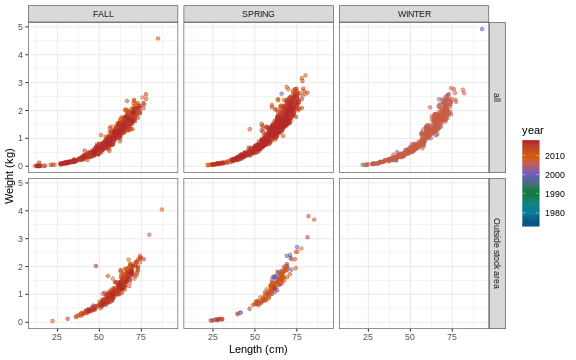 FALL SPRING WINTER
5
4
3
2
1
0
all
5
4
3
2
1
0
Outside stock area
25 50 75 25 50 75 25 50 75
Length (cm)
Weight (kg)
year
2010
2000
1990
1980